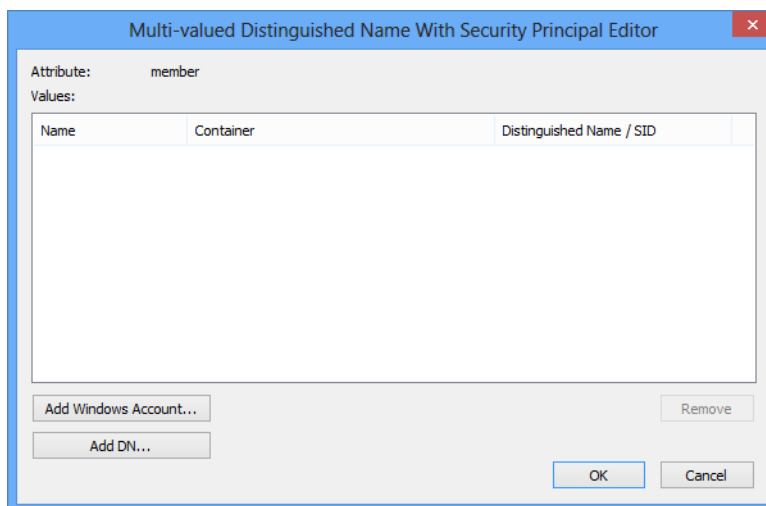 Multi-valued Distinguished Name With Security Principal Editor
Attribute: member
Values:
Name Container Distinguished Name / SID
Add Windows Account... Remove
Add DN...
OK Cancel